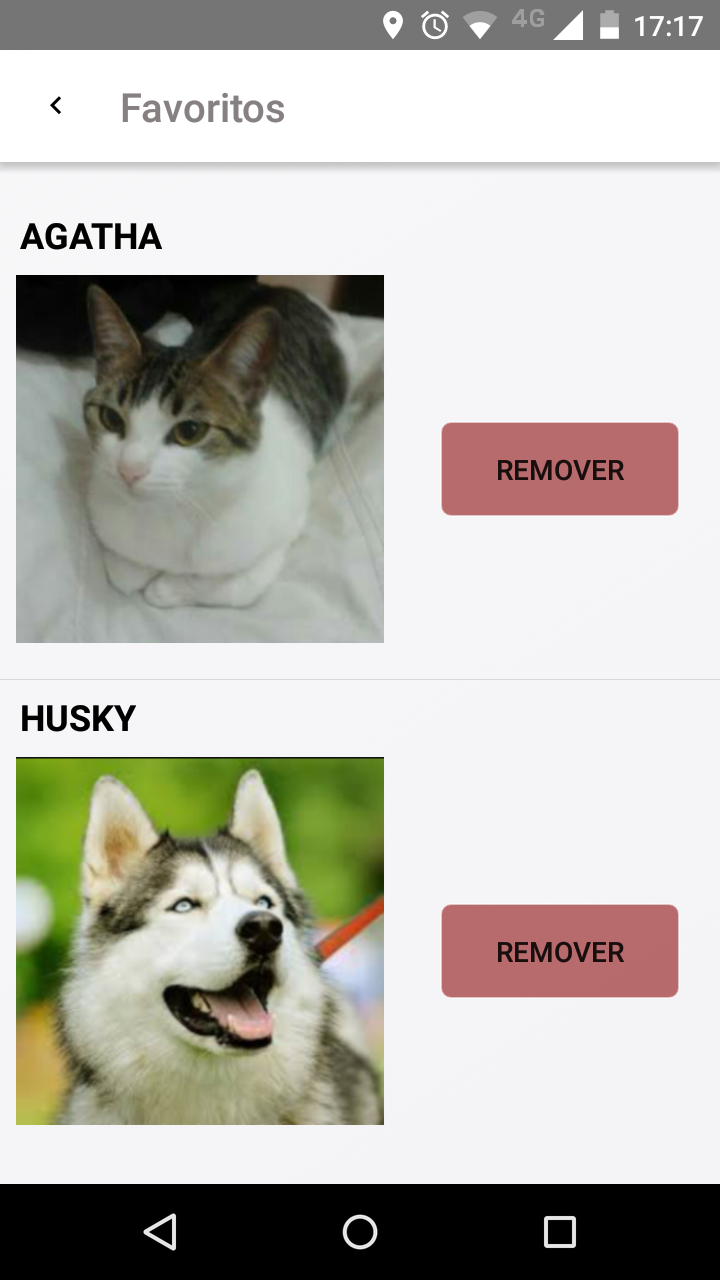 4G 17:17
Favoritos
AGATHA
REMOVER
HUSKY
REMOVER